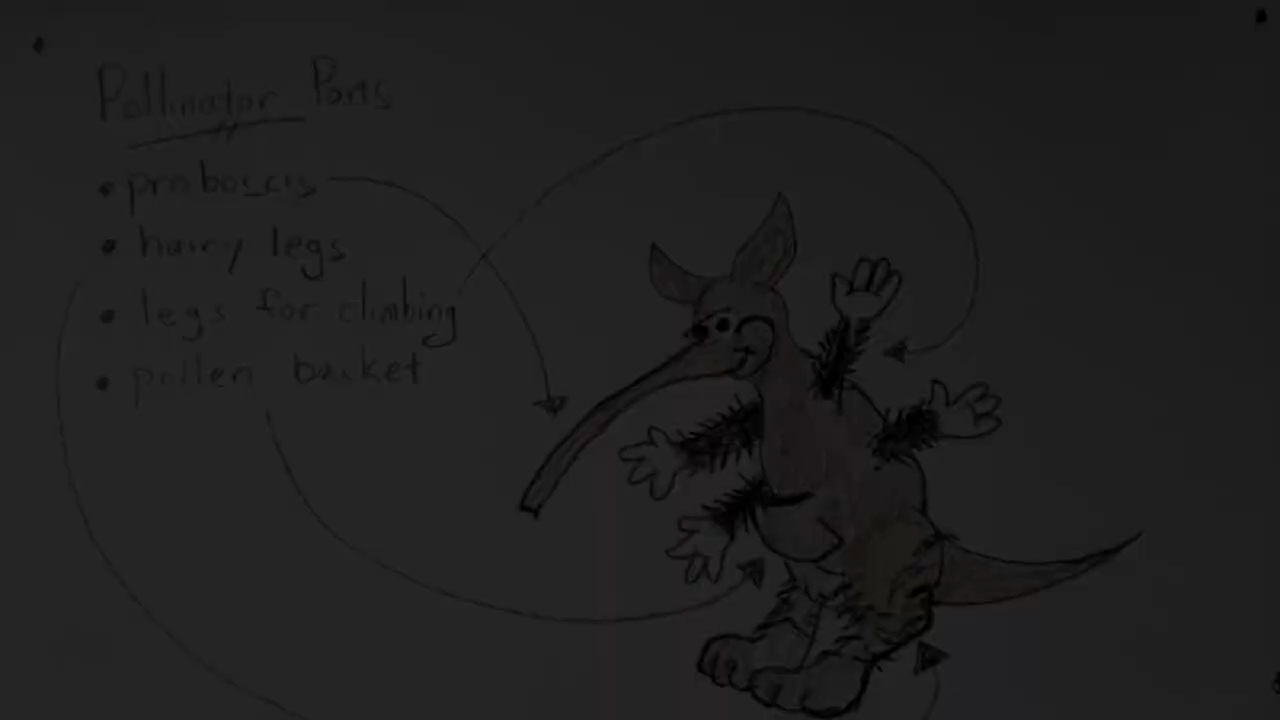 Pollinator Parts
• proboscis
• hairy legs
• legs for climbing
• pollen basket